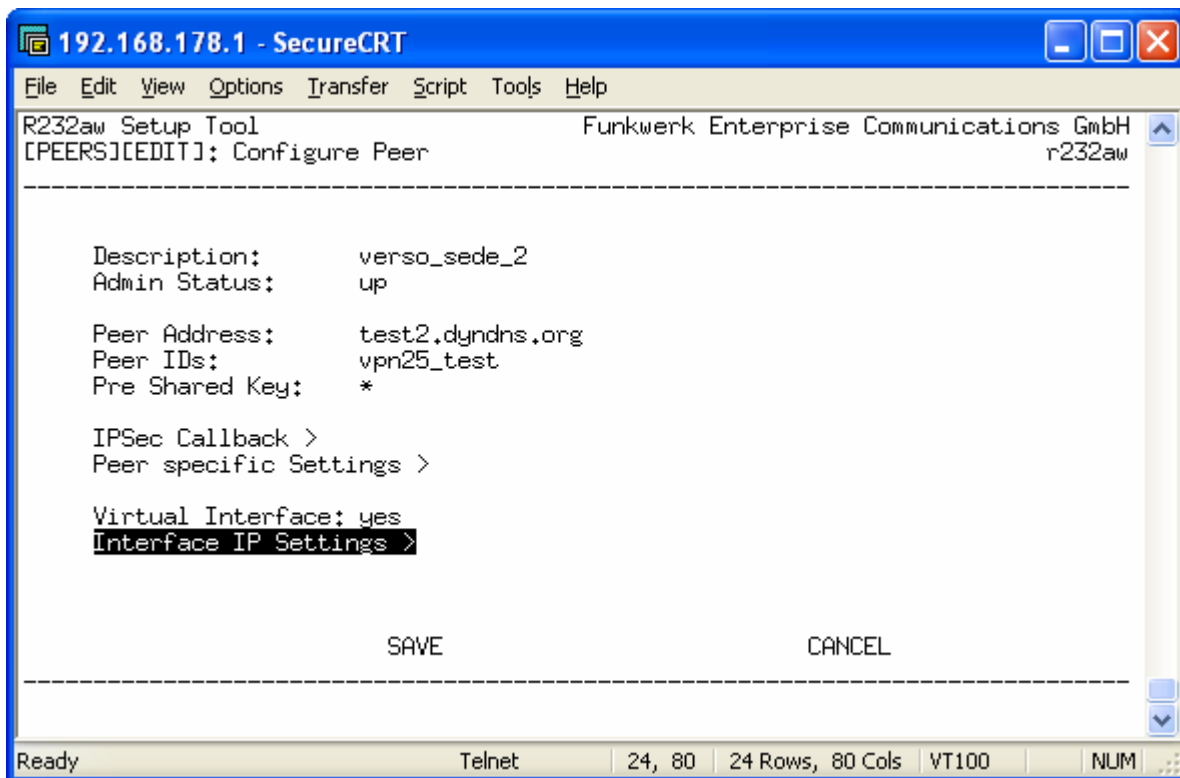 192.168.178.1 - SecureCRT
File Edit View Options Transfer Script Tools Help
R232aw Setup Tool Funkwerk Enterprise Communications GmbH
[PEERS][EDIT]: Configure Peer r232aw
Description: verso_sede_2
Admin Status: up
Peer Address: test2.dyndns.org
Peer IDs: vpn25_test
Pre Shared Key: *
IPSec Callback >
Peer specific Settings >
Virtual Interface: yes
Interface IP Settings >
SAVE CANCEL
Ready Telnet 24, 80 24 Rows, 80 Cols VT100 NUM